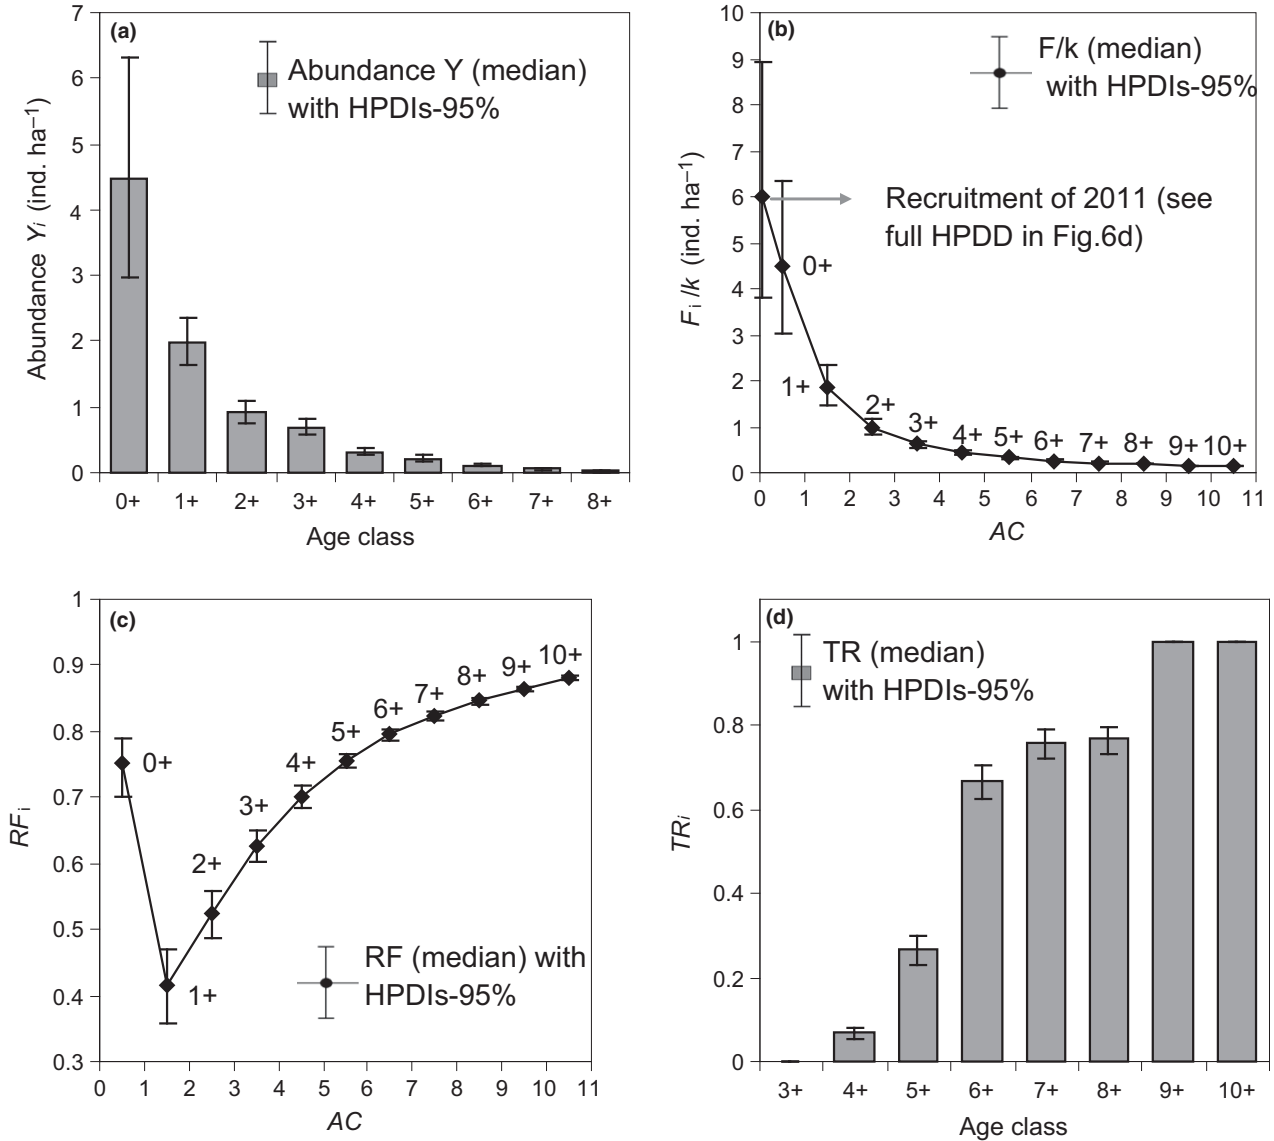 (a)
Abundance Y (median)
with HPDIs-95%
Abundance Yi (ind. ha−1)
7
6
5
4
3
2
1
0
0+ 1+ 2+ 3+ 4+ 5+ 6+ 7+ 8+
Age class
(b)
F/k (median)
with HPDIs-95%
Recruitment of 2011 (see
full HPDD in Fig.6d)
Fi /k (ind. ha−1)
10
9
8
7
6
5
4
3
2
1
0
0+
1+
2+
3+
4+ 5+ 6+ 7+ 8+ 9+ 10+
0 1 2 3 4 5 6 7 8 9 10 11
AC
(c)
RFi
1
0.9
0.8
0.7
0.6
0.5
0.4
0.3
0+
1+
2+
3+
4+
5+
6+
7+
8+
9+
10+
RF (median) with
HPDIs-95%
0 1 2 3 4 5 6 7 8 9 10 11
AC
(d)
TR (median)
with HPDIs-95%
TRi
1
0.8
0.6
0.4
0.2
0
3+ 4+ 5+ 6+ 7+ 8+ 9+ 10+
Age class